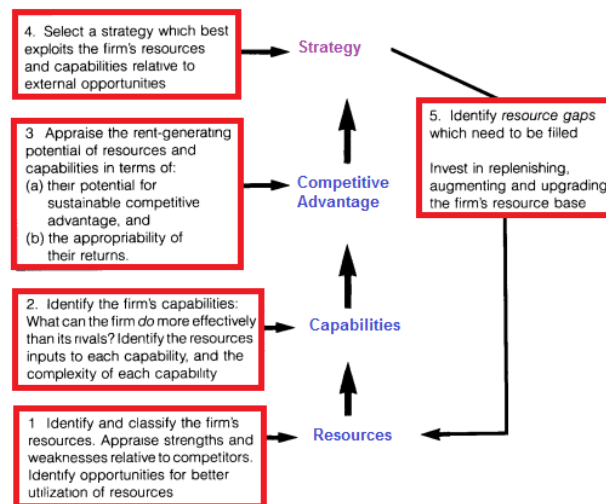 4. Select a strategy which best
exploits the firm's resources
and capabilities relative to
external opportunities
Strategy
5. Identify resource gaps
which need to be filled
Invest in replenishing,
augmenting and upgrading
the firm's resource base
3 Appraise the rent-generating
potential of resources and
capabilities in terms of:
(a) their potential for
sustainable competitive
advantage, and
(b) the appropriability of
their returns.
Competitive
Advantage
2. Identify the firm's capabilities:
What can the firm do more effectively
than its rivals? Identify the resources
inputs to each capability, and the
complexity of each capability
Capabilities
1 Identify and classify the firm's
resources. Appraise strengths and
weaknesses relative to competitors.
Identify opportunities for better
utilization of resources
Resources